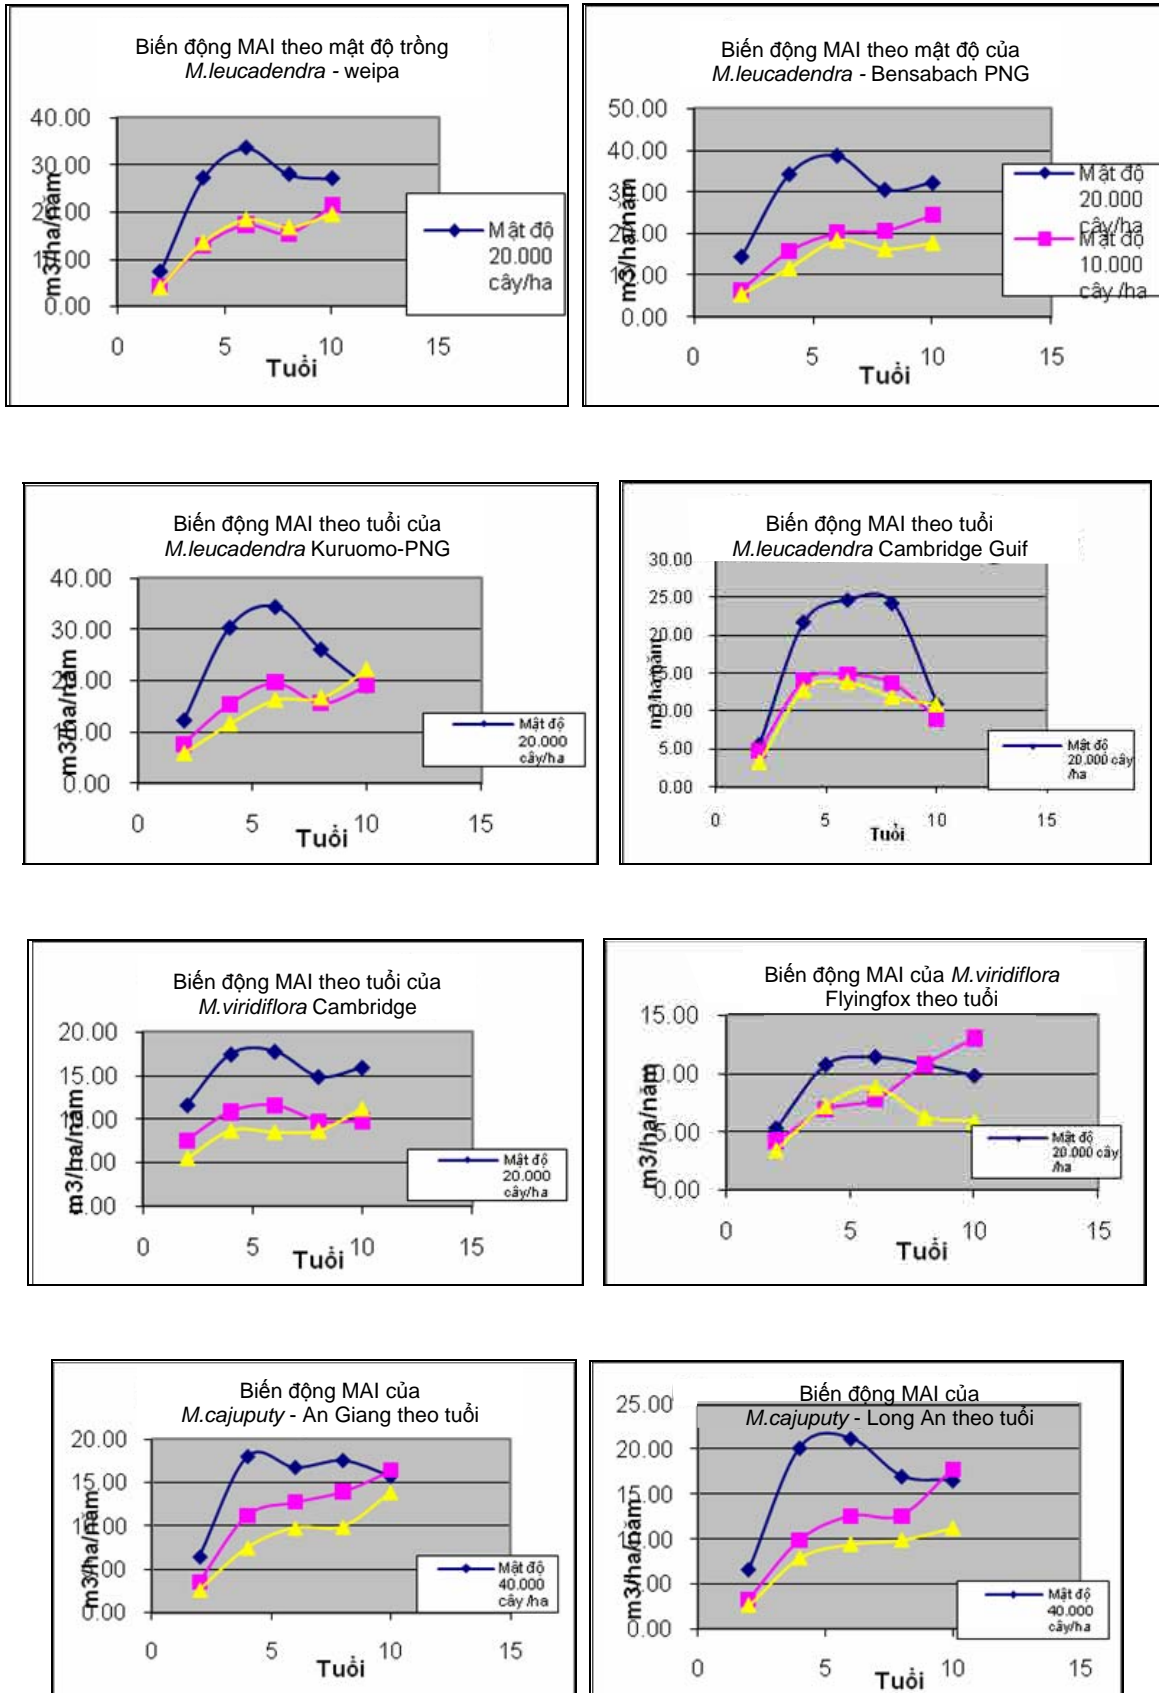 Biến động MAI theo mật độ trồng
M.leucadendra - weipa
40.00
30.00
20.00
10.00
0.00
m3/ha/năm
0 5 10 15
Tuổi
Mật độ
20.000
cây/ha
Biến động MAI theo mật độ của
M.leucadendra - Bensabach PNG
50.00
40.00
30.00
20.00
10.00
0.00
m3/ha/năm
0 5 10 15
Tuổi
Mật độ
20.000
cây/ha
Mật độ
10.000
cây /ha
Biến động MAI theo tuổi của
M.leucadendra Kuruomo-PNG
40.00
30.00
20.00
10.00
0.00
m3/ha/năm
0 5 10 15
Tuổi
Mật độ
20.000
cây/ha
Biến động MAI theo tuổi
M.leucadendra Cambridge Guif
30.00
25.00
20.00
15.00
10.00
5.00
0.00
m3/ha/năm
0 5 10 15
Tuổi
Mật độ
20.000 cây
/ha
Biến động MAI theo tuổi của
M.viridiflora Cambridge
20.00
15.00
10.00
5.00
0.00
m3/ha/năm
0 5 10 15
Tuổi
Mật độ
20.000
cây/ha
Biến động MAI của M.viridiflora
Flyingfox theo tuổi
15.00
10.00
5.00
0.00
m3/ha/năm
0 5 10 15
Tuổi
Mật độ
20.000 cây
/ha
Biến động MAI của
M.cajuputy - An Giang theo tuổi
20.00
15.00
10.00
5.00
0.00
m3/ha/năm
0 5 10 15
Tuổi
Mật độ
40.000
cây /ha
Biến động MAI của
M.cajuputy - Long An theo tuổi
25.00
20.00
15.00
10.00
5.00
0.00
m3/ha/năm
0 5 10 15
Tuổi
Mật độ
40.000
cây/ha